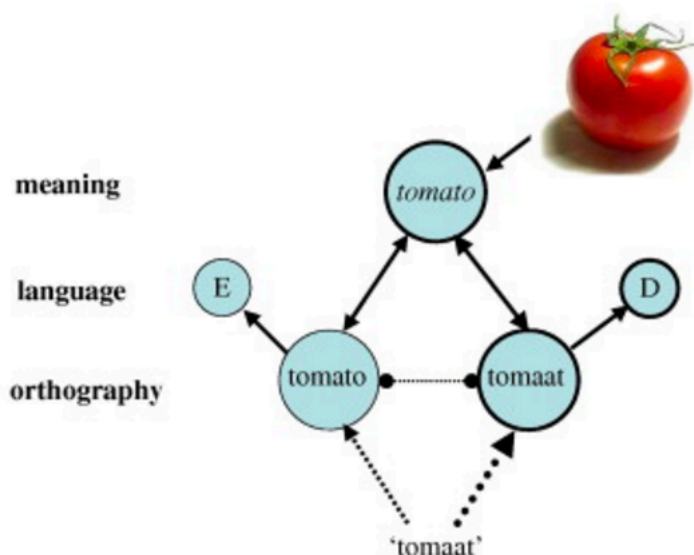 meaning
tomato
language
E
D
orthography
tomato
tomaat
‘tomaat’